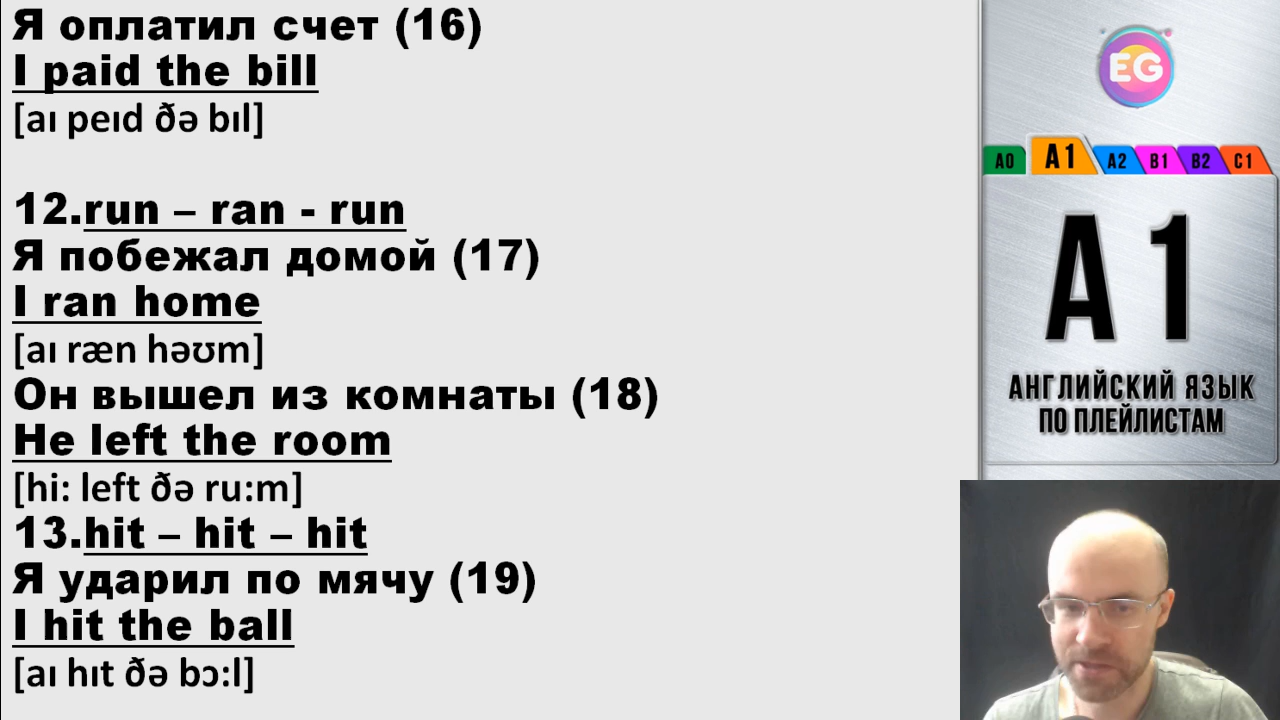 Я оплатил счет (16)
I paid the bill
[aɪ peɪd ðə bɪl]
12.run – ran - run
Я побежал домой (17)
I ran home
[aɪ ræn həʊm]
Он вышел из комнаты (18)
He left the room
[hi: left ðə ru:m]
13.hit – hit – hit
Я ударил по мячу (19)
I hit the ball
[aɪ hɪt ðə bɔ:l]
EG
A0 A1 A2 B1 B2 C1
A1
АНГЛИЙСКИЙ ЯЗЫК
ПО ПЛЕЙЛИСТАМ